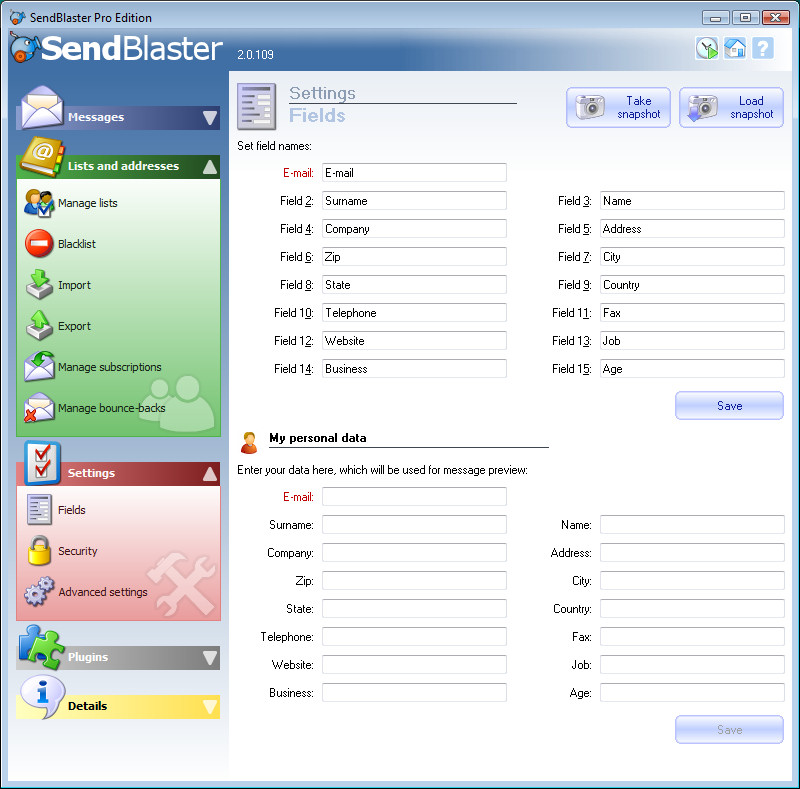 SendBlaster Pro Edition
SendBlaster 2.0.109
?
Messages
Lists and addresses
Manage lists
Blacklist
Import
Export
Manage subscriptions
Manage bounce-backs
Settings
Fields
Security
Advanced settings
Plugins
Details
Settings
Fields
Take snapshot
Load snapshot
Set field names:
E-mail: E-mail
Field 2: Surname Field 3: Name
Field 4: Company Field 5: Address
Field 6: Zip Field 7: City
Field 8: State Field 9: Country
Field 10: Telephone Field 11: Fax
Field 12: Website Field 13: Job
Field 14: Business Field 15: Age
Save
My personal data
Enter your data here, which will be used for message preview:
E-mail:
Surname: Name:
Company: Address:
Zip: City:
State: Country:
Telephone: Fax:
Website: Job:
Business: Age:
Save